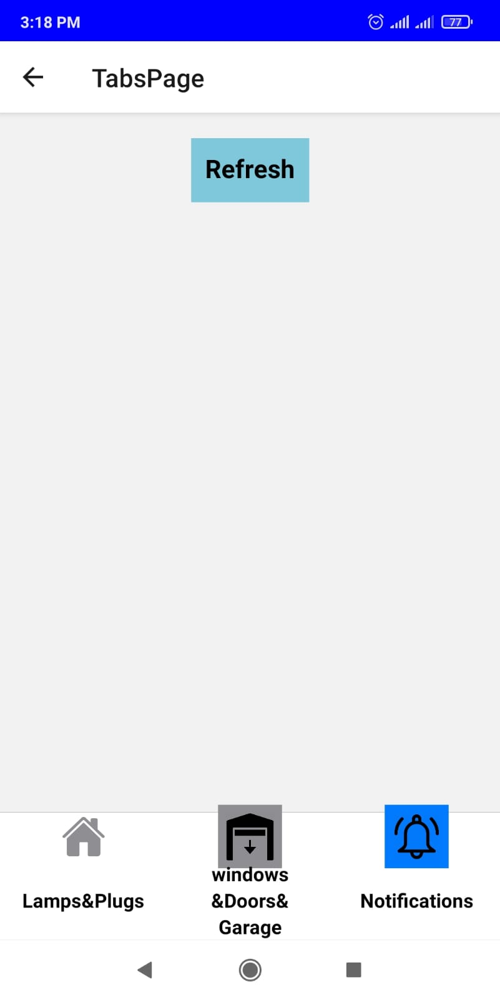 3:18 PM
77
TabsPage
Refresh
Lamps&Plugs
windows
&Doors&
Garage
Notifications